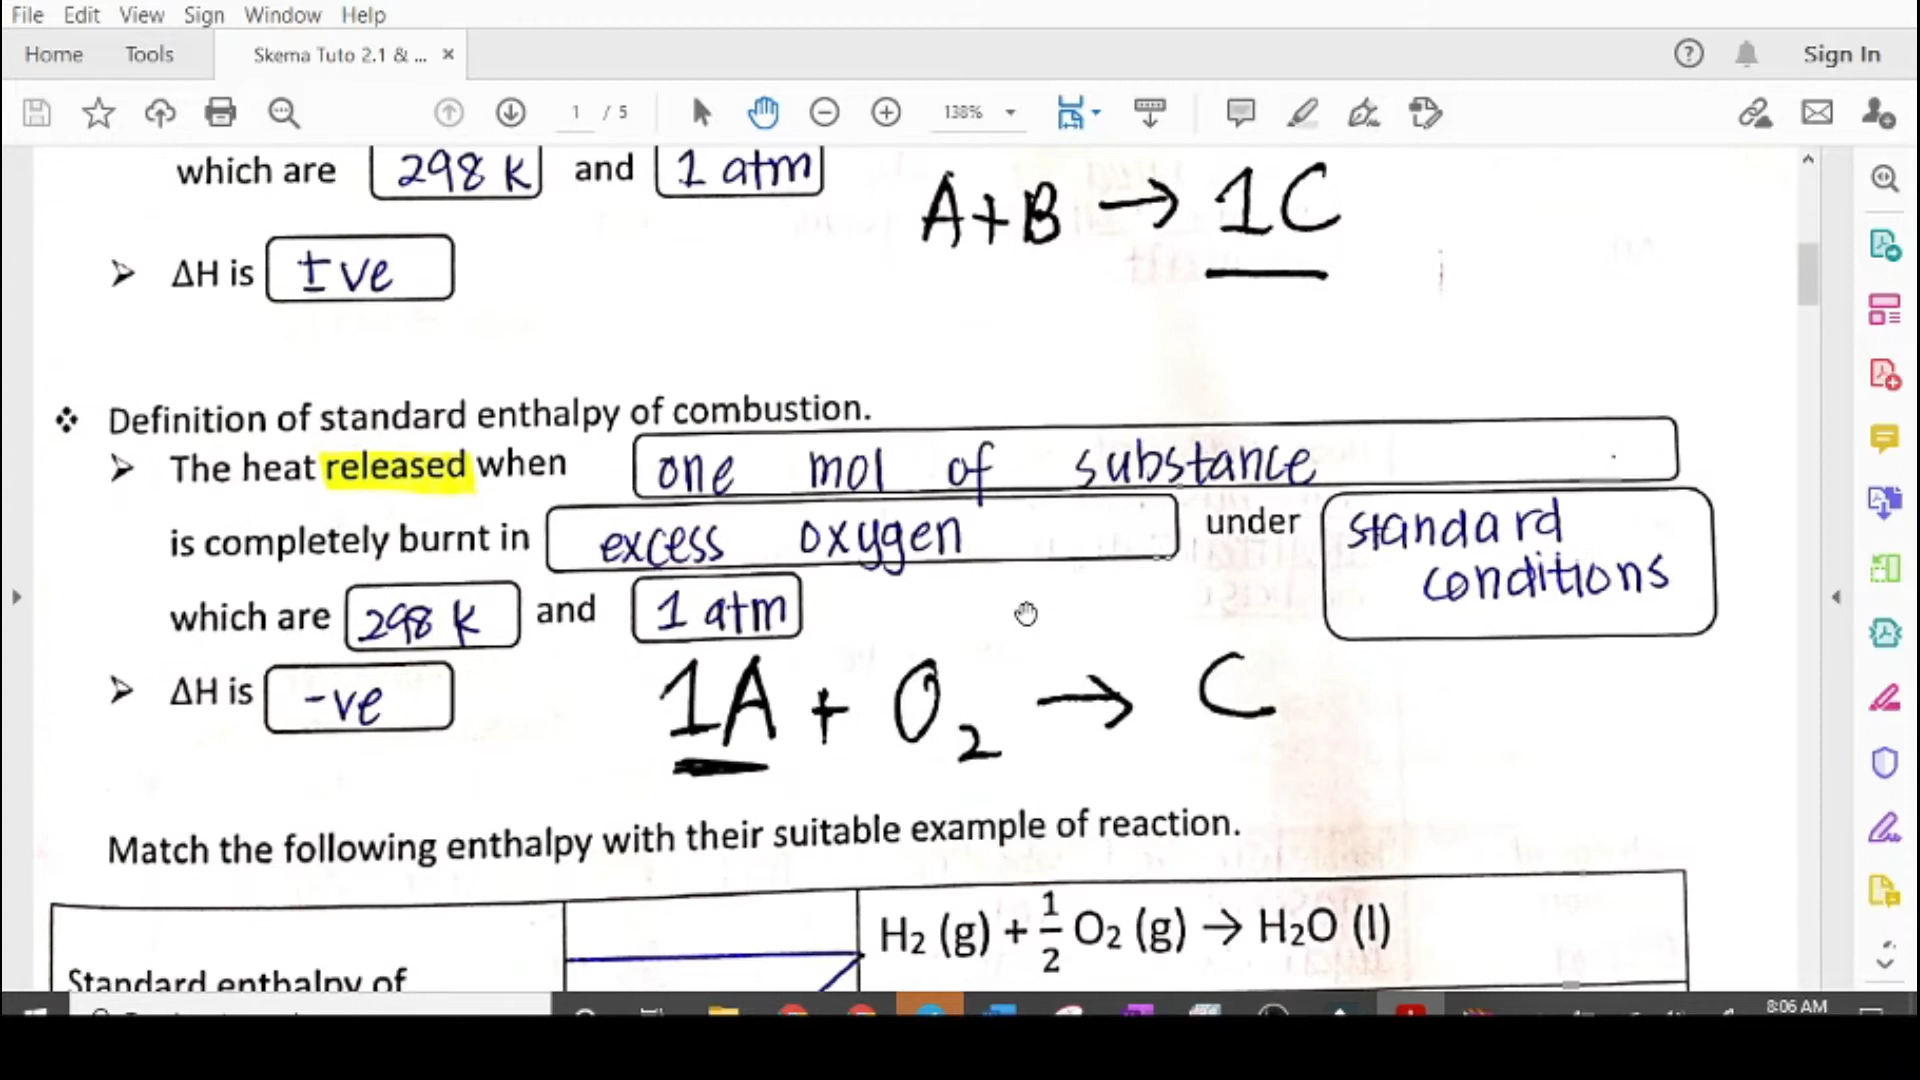 File Edit View Sign Window Help
Home Tools Skema Tuto 2.1 & ... × Sign In
1 / 5 138%
which are 298 K and 1 atm
A+B → 1C
➢ ΔH is ±ve
❖ Definition of standard enthalpy of combustion.
➢ The heat released when one mol of substance
is completely burnt in excess oxygen under standard conditions
which are 298 K and 1 atm
➢ ΔH is -ve
1A + O₂ → C
Match the following enthalpy with their suitable example of reaction.
H₂ (g) + 1/2 O₂ (g) → H₂O (l)
Standard enthalpy of
8:06 AM